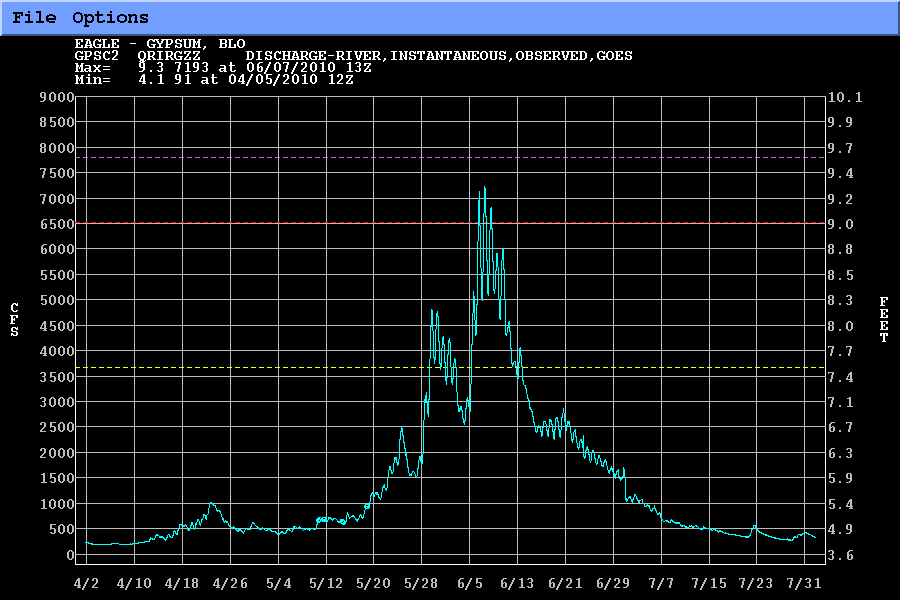 File Options
EAGLE - GYPSUM, BLO
GPSC2 QRIRGZZ DISCHARGE-RIVER,INSTANTANEOUS,OBSERVED,GOES
Max= 9.3 7193 at 06/07/2010 13Z
Min= 4.1 91 at 04/05/2010 12Z
9000 10.1
8500 9.9
8000 9.7
7500 9.4
7000 9.2
6500 9.0
6000 8.8
5500 8.5
5000 8.3
4500 8.0
4000 7.7
3500 7.4
3000 7.1
2500 6.7
2000 6.3
1500 5.9
1000 5.4
500 4.9
0 3.6
CFS
FEET
4/2 4/10 4/18 4/26 5/4 5/12 5/20 5/28 6/5 6/13 6/21 6/29 7/7 7/15 7/23 7/31